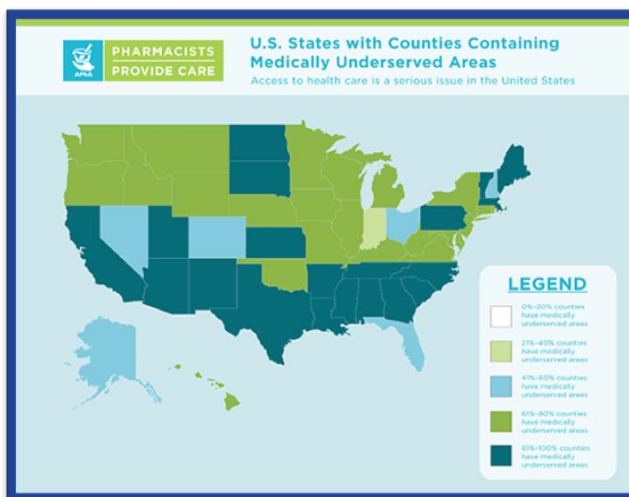 APhA
PHARMACISTS
PROVIDE CARE
U.S. States with Counties Containing
Medically Underserved Areas
Access to health care is a serious issue in the United States
LEGEND
0%-20% counties
have medically
underserved areas
21%-40% counties
have medically
underserved areas
41%-60% counties
have medically
underserved areas
61%-80% counties
have medically
underserved areas
81%-100% counties
have medically
underserved areas